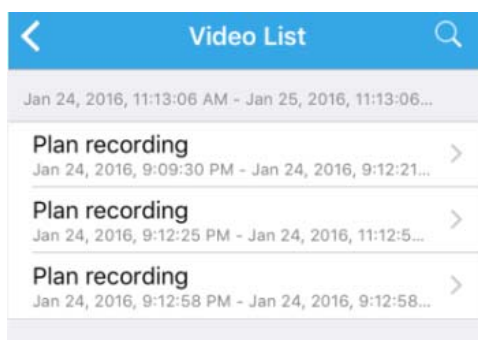 Video List
Jan 24, 2016, 11:13:06 AM - Jan 25, 2016, 11:13:06...
Plan recording
Jan 24, 2016, 9:09:30 PM - Jan 24, 2016, 9:12:21...
Plan recording
Jan 24, 2016, 9:12:25 PM - Jan 24, 2016, 11:12:5...
Plan recording
Jan 24, 2016, 9:12:58 PM - Jan 24, 2016, 9:12:58...